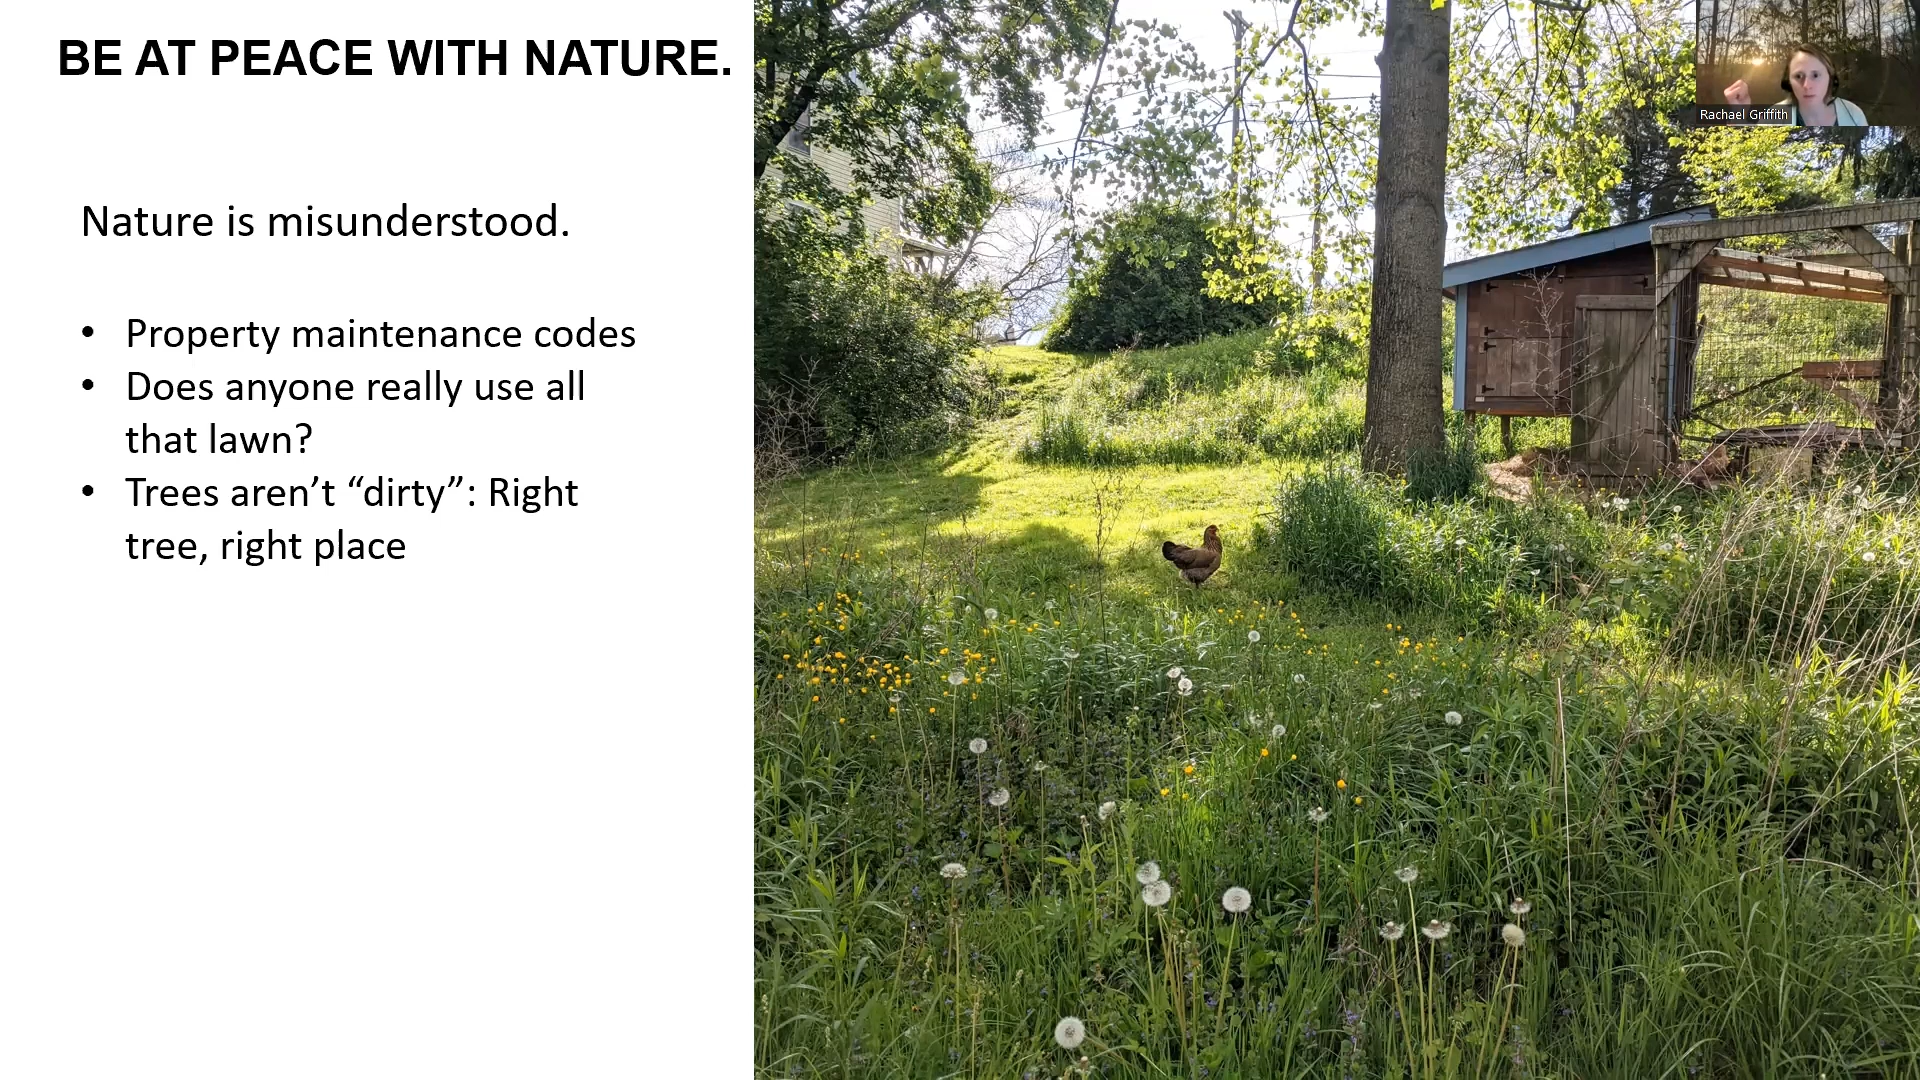 BE AT PEACE WITH NATURE.
Rachael Griffith
Nature is misunderstood.
• Property maintenance codes
• Does anyone really use all
that lawn?
• Trees aren’t “dirty”: Right
tree, right place